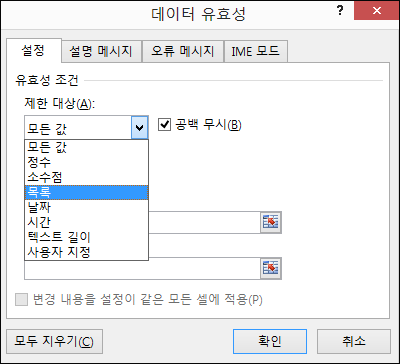 데이터 유효성
?
설정 설명 메시지 오류 메시지 IME 모드
유효성 조건
제한 대상(A):
모든 값 공백 무시(B)
모든 값
정수
소수점
목록
날짜
시간
텍스트 길이
사용자 지정
변경 내용을 설정이 같은 모든 셀에 적용(P)
모두 지우기(C) 확인 취소